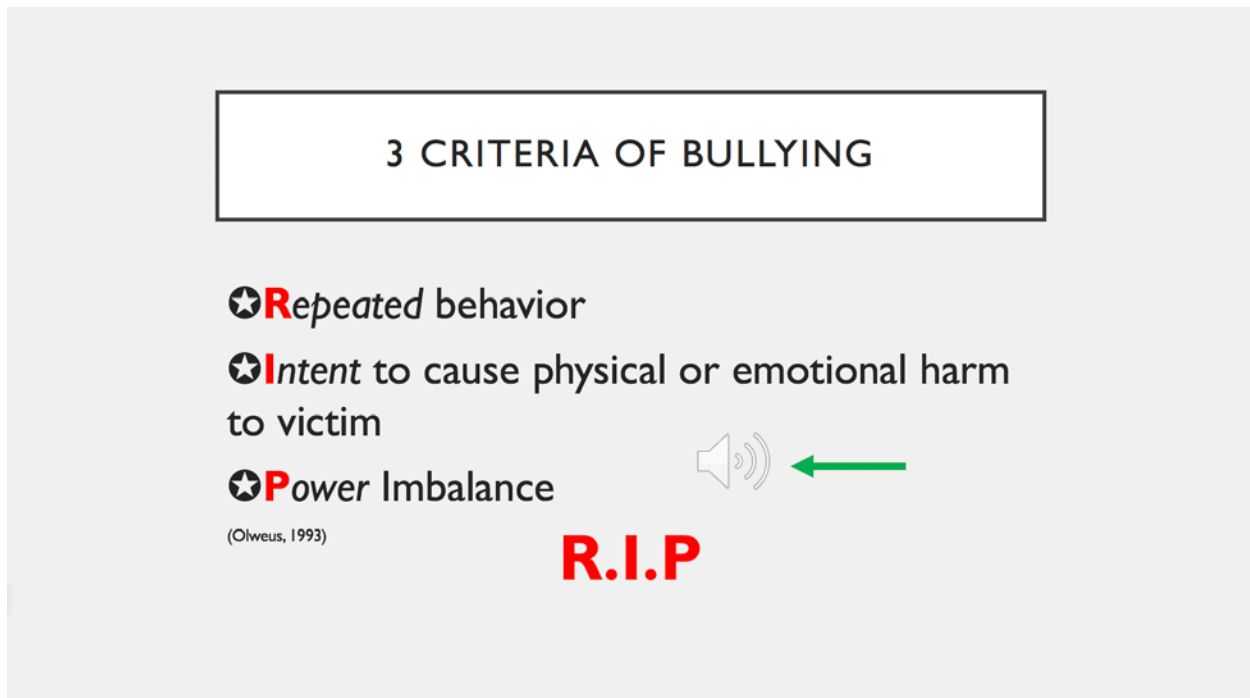 3 CRITERIA OF BULLYING
✪Repeated behavior
✪Intent to cause physical or emotional harm
to victim
✪Power Imbalance
(Olweus, 1993)
R.I.P